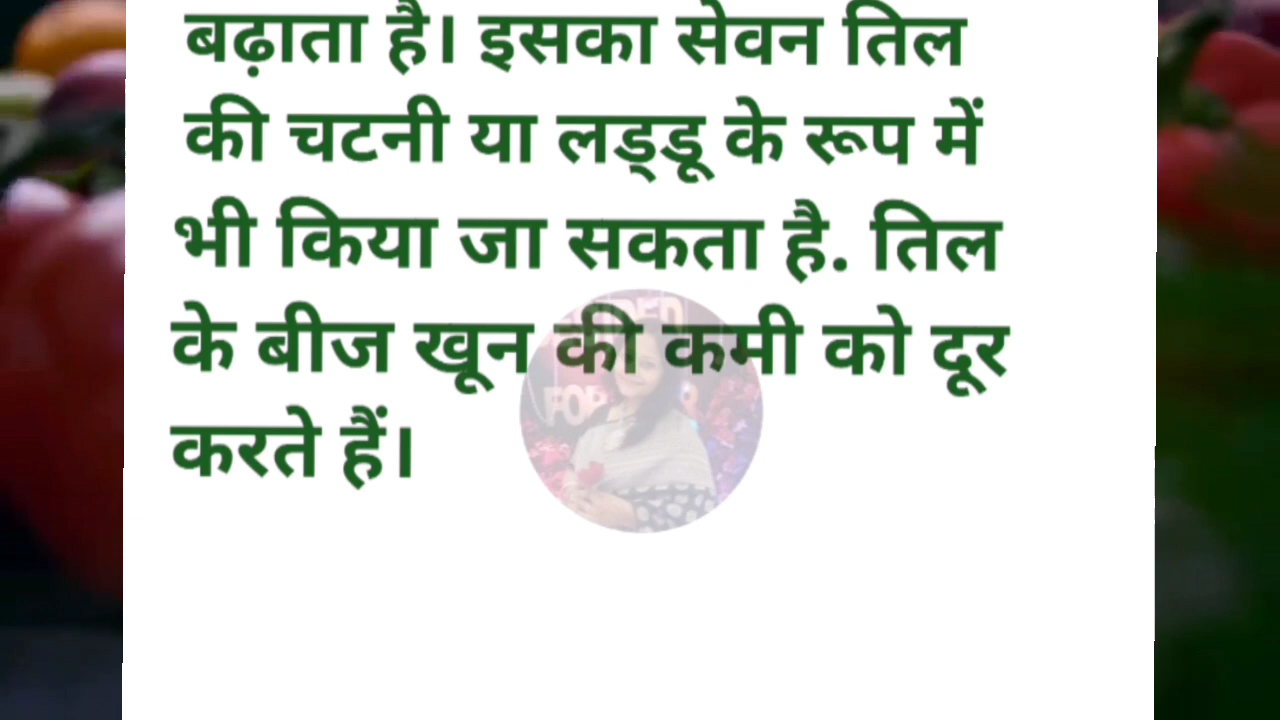 बढ़ाता है। इसका सेवन तिल
की चटनी या लड्डू के रूप में
भी किया जा सकता है. तिल
के बीज खून की कमी को दूर
करते हैं।